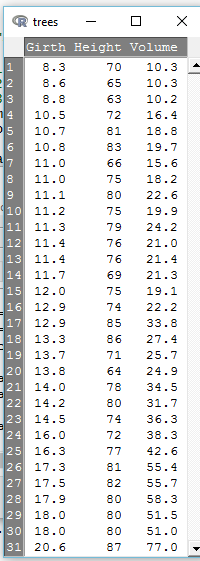 trees
Girth Height Volume
1 8.3 70 10.3
2 8.6 65 10.3
3 8.8 63 10.2
4 10.5 72 16.4
5 10.7 81 18.8
6 10.8 83 19.7
7 11.0 66 15.6
8 11.0 75 18.2
9 11.1 80 22.6
10 11.2 75 19.9
11 11.3 79 24.2
12 11.4 76 21.0
13 11.4 76 21.4
14 11.7 69 21.3
15 12.0 75 19.1
16 12.9 74 22.2
17 12.9 85 33.8
18 13.3 86 27.4
19 13.7 71 25.7
20 13.8 64 24.9
21 14.0 78 34.5
22 14.2 80 31.7
23 14.5 74 36.3
24 16.0 72 38.3
25 16.3 77 42.6
26 17.3 81 55.4
27 17.5 82 55.7
28 17.9 80 58.3
29 18.0 80 51.5
30 18.0 80 51.0
31 20.6 87 77.0